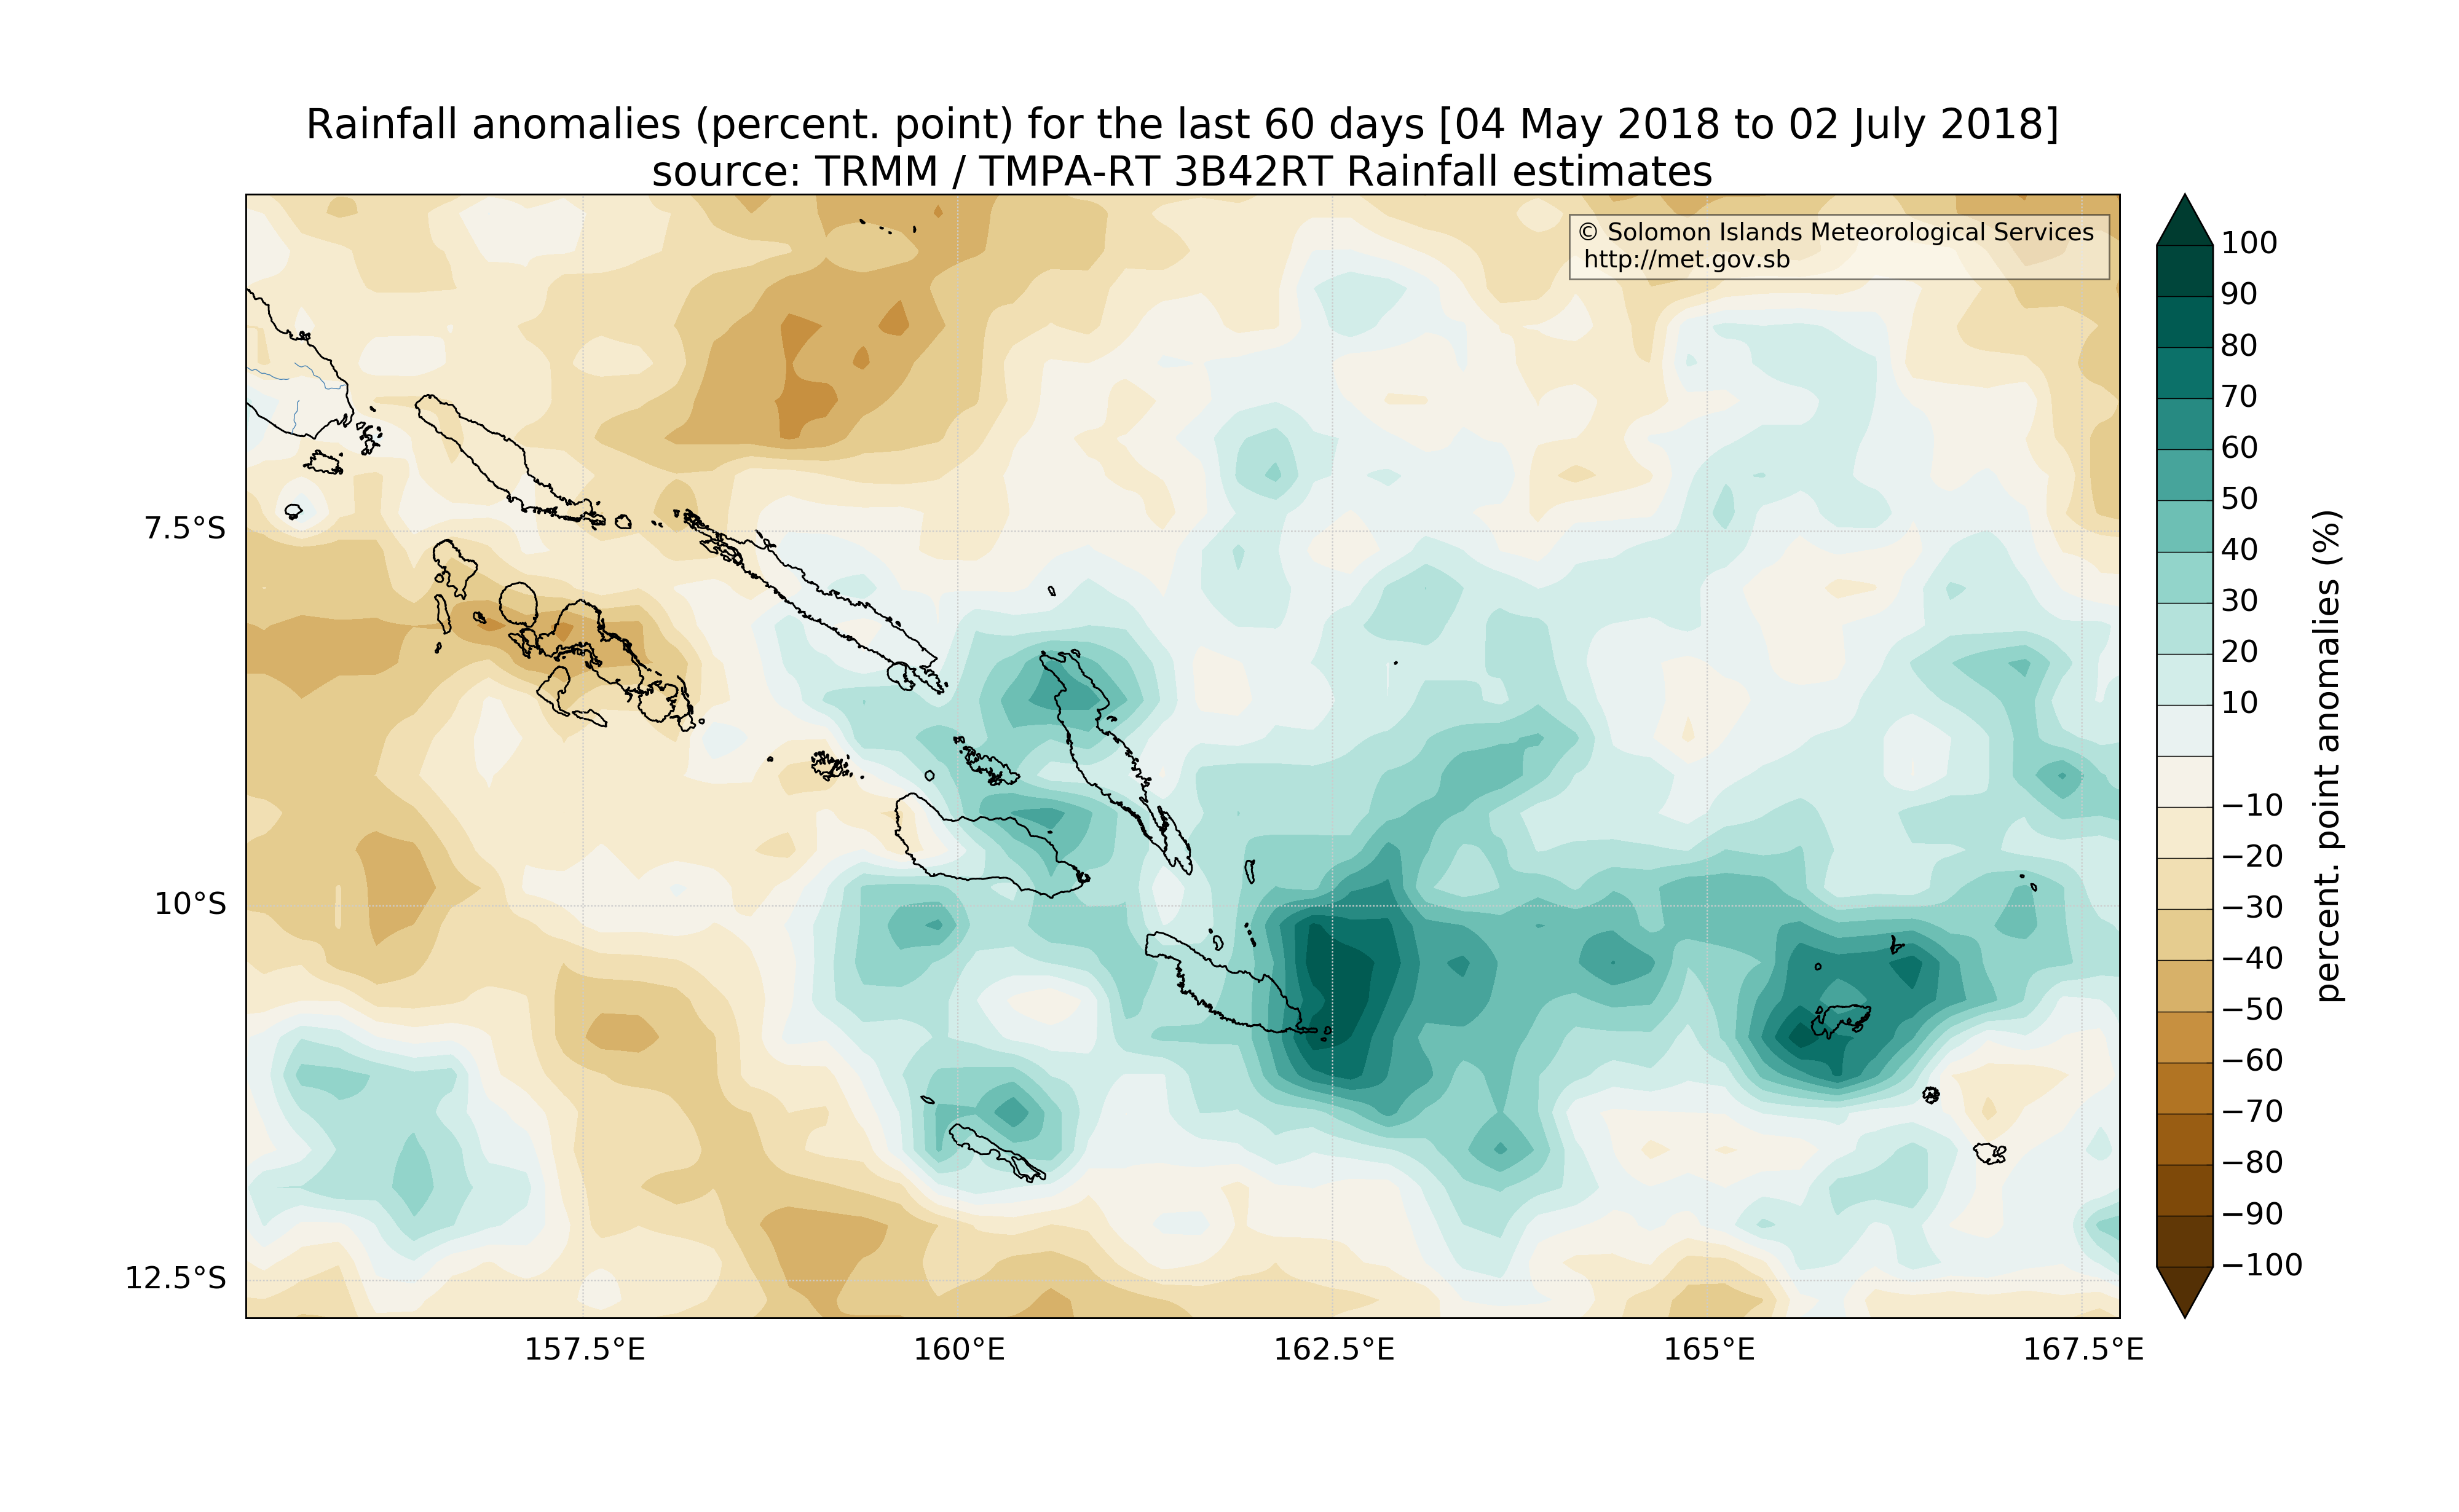 Rainfall anomalies (percent. point) for the last 60 days [04 May 2018 to 02 July 2018]
source: TRMM / TMPA-RT 3B42RT Rainfall estimates
© Solomon Islands Meteorological Services
http://met.gov.sb
7.5°S
10°S
12.5°S
157.5°E
160°E
162.5°E
165°E
167.5°E
100
90
80
70
60
50
40
30
20
10
−10
−20
−30
−40
−50
−60
−70
−80
−90
−100
percent. point anomalies (%)